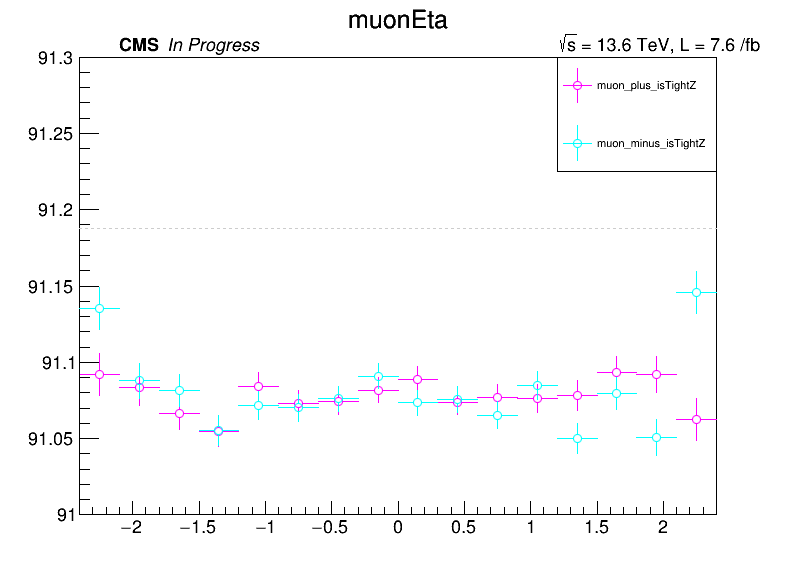 muonEta
CMS In Progress
√s = 13.6 TeV, L = 7.6 /fb
muon_plus_isTightZ
muon_minus_isTightZ
91.3
91.25
91.2
91.15
91.1
91.05
91
−2 −1.5 −1 −0.5 0 0.5 1 1.5 2